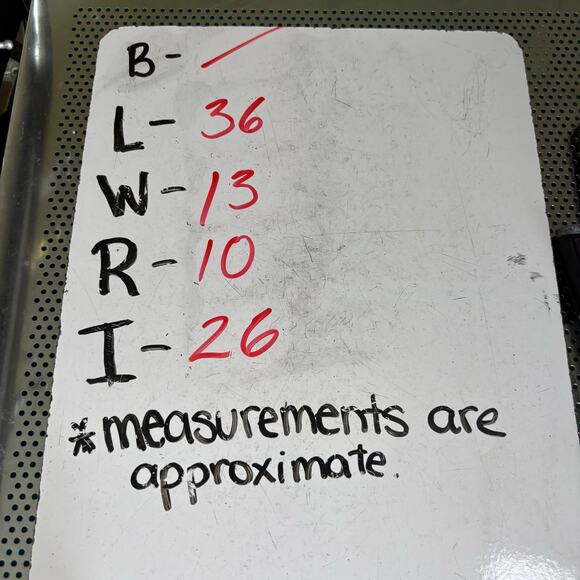 B- /
L- 36
W- 13
R- 10
I- 26
*measurements are
approximate.